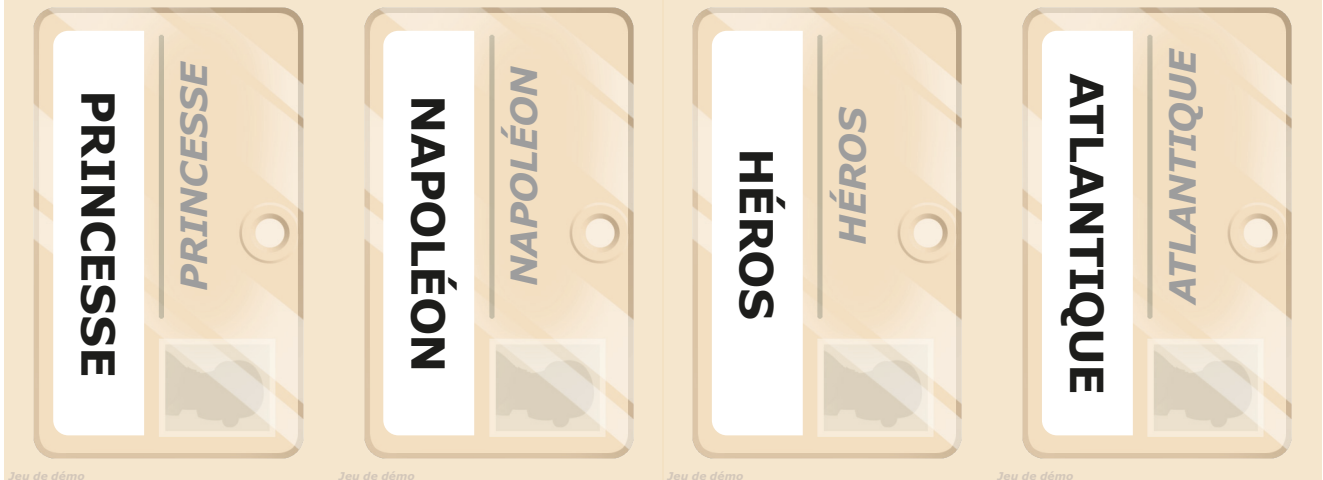 PRINCESSE
PRINCESSE
Jeu de démo
NAPOLÉON
NAPOLÉON
Jeu de démo
HÉROS
HÉROS
Jeu de démo
ATLANTIQUE
ATLANTIQUE
Jeu de démo